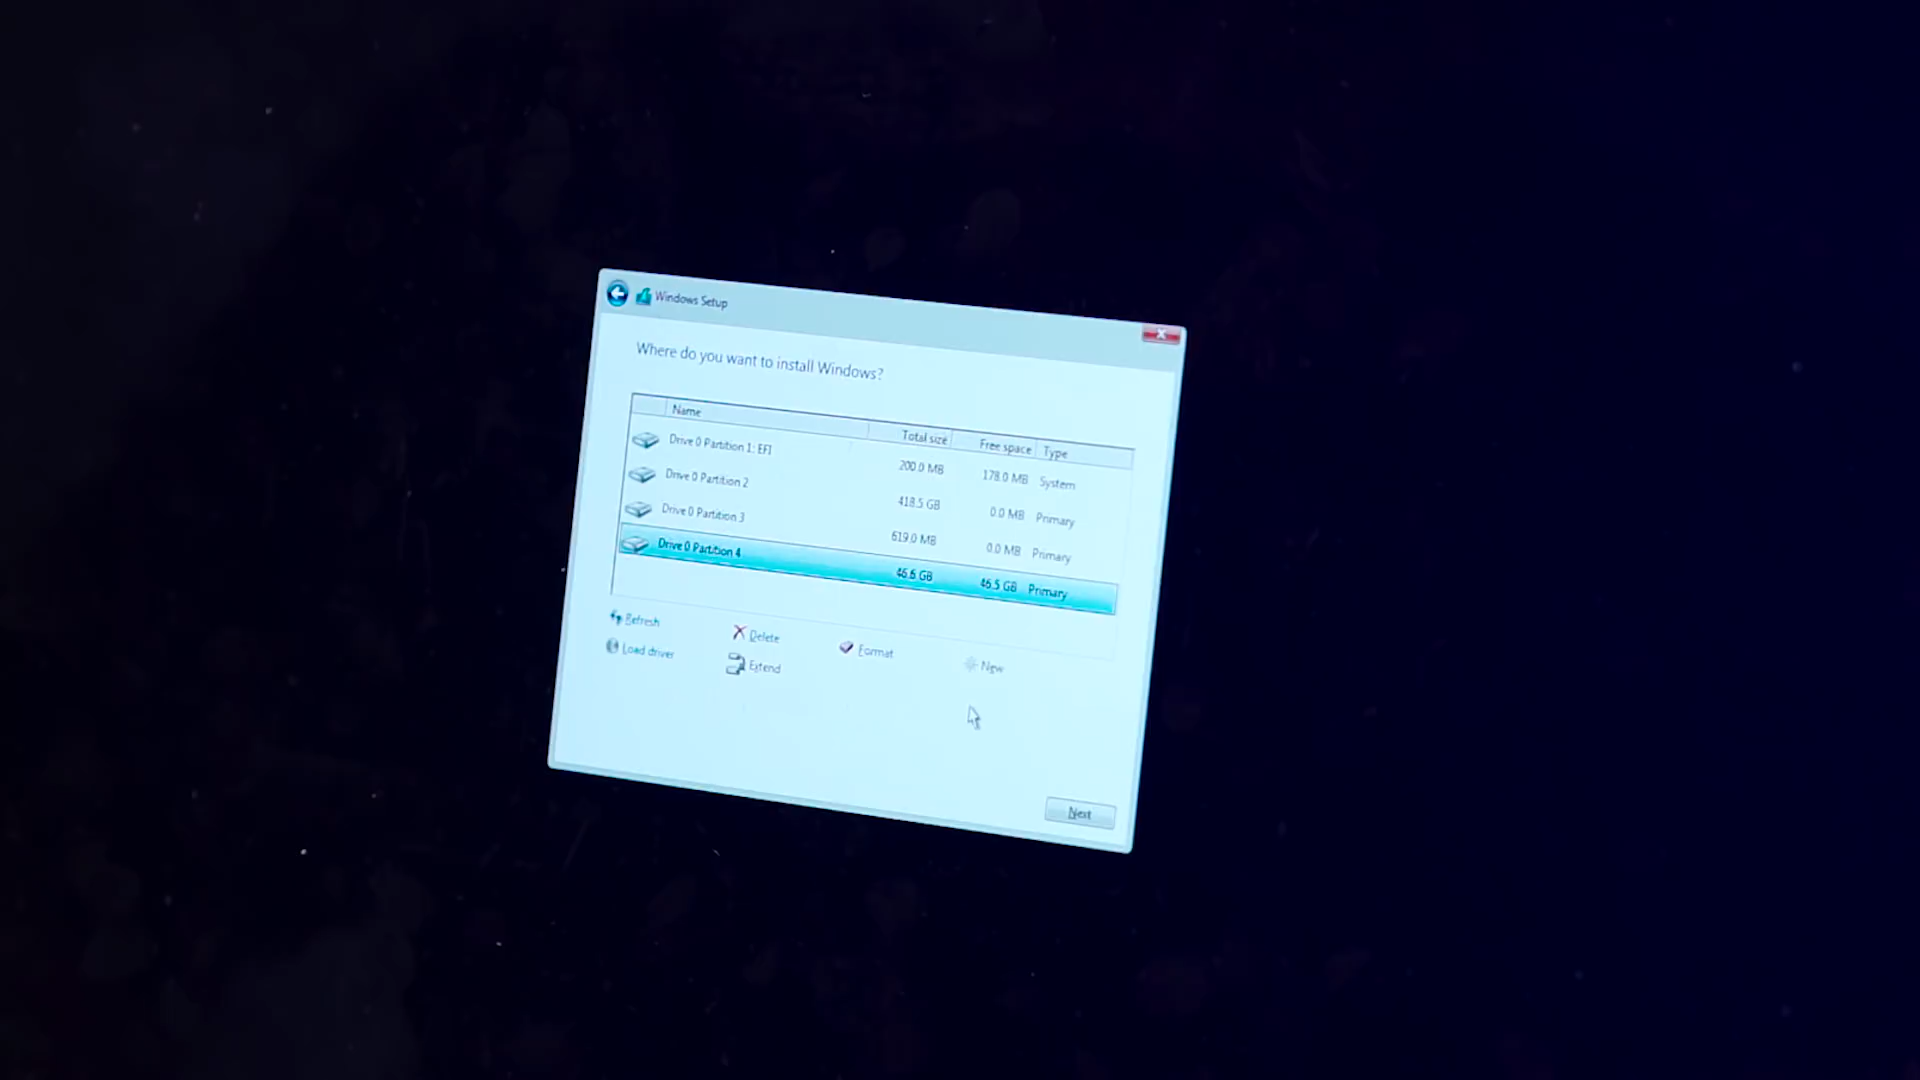 Windows Setup
Where do you want to install Windows?
Name Total size Free space Type
Drive 0 Partition 1: EFI 200.0 MB 178.0 MB System
Drive 0 Partition 2 418.5 GB 0.0 MB Primary
Drive 0 Partition 3 619.0 MB 0.0 MB Primary
Drive 0 Partition 4 46.6 GB 46.5 GB Primary
Refresh Delete Format New
Load driver Extend
Next